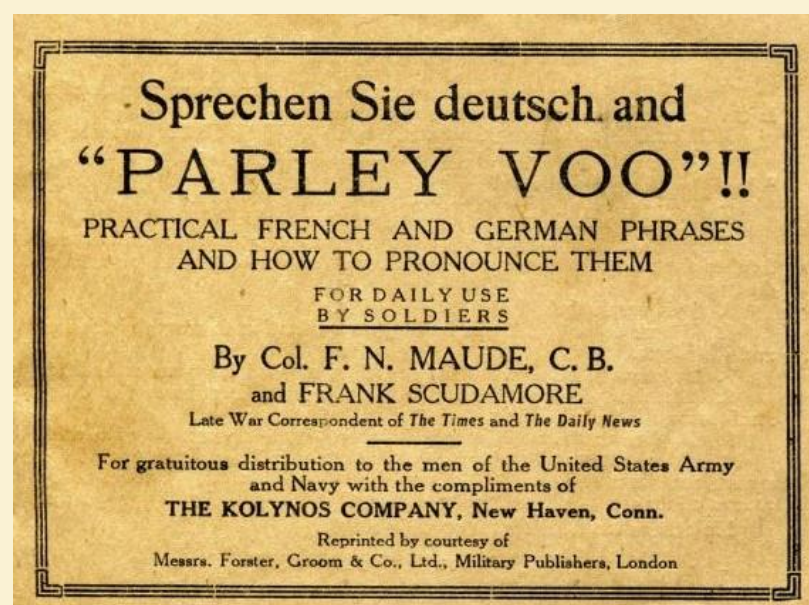 Sprechen Sie deutsch and
"PARLEY VOO"!!
PRACTICAL FRENCH AND GERMAN PHRASES
AND HOW TO PRONOUNCE THEM
FOR DAILY USE
BY SOLDIERS
By Col. F. N. MAUDE, C. B.
and FRANK SCUDAMORE
Late War Correspondent of The Times and The Daily News
For gratuitous distribution to the men of the United States Army
and Navy with the compliments of
THE KOLYNOS COMPANY, New Haven, Conn.
Reprinted by courtesy of
Messrs. Forster, Groom & Co., Ltd., Military Publishers, London